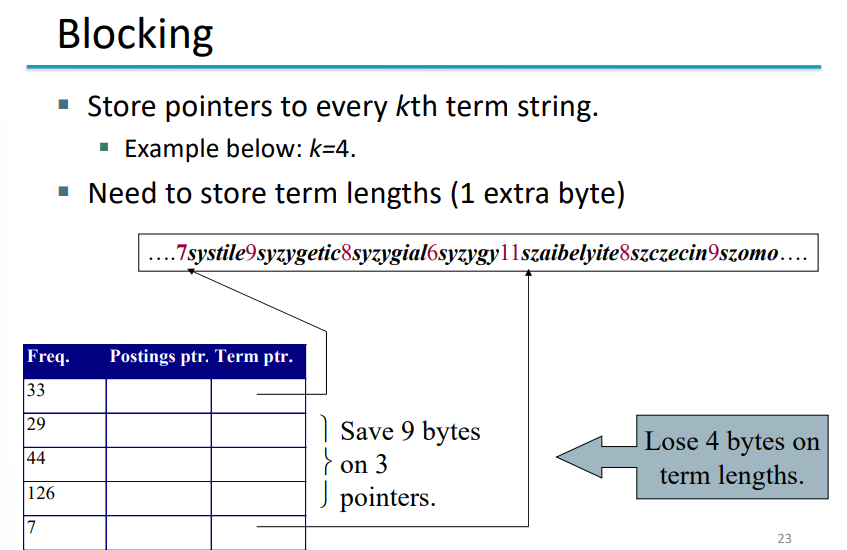 Blocking
Store pointers to every kth term string.
Example below: k=4.
Need to store term lengths (1 extra byte)
....7systile9syzygetic8syzygial6syzygy11szaibelyite8szczecin9szomo....
Freq. Postings ptr. Term ptr.
33
29
44
126
7
Save 9 bytes
on 3
pointers.
Lose 4 bytes on
term lengths.
23